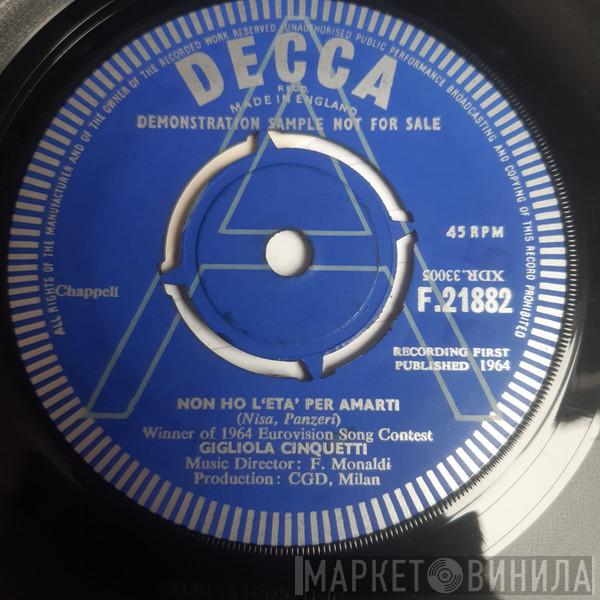 ALL RIGHTS OF THE MANUFACTURER AND OF THE OWNER OF THE RECORDED WORK RESERVED · UNAUTHORISED PUBLIC PERFORMANCE BROADCASTING AND COPYING OF THIS RECORD PROHIBITED
DECCA
REGD.
MADE IN ENGLAND
DEMONSTRATION SAMPLE NOT FOR SALE
A
45 RPM
XDR.33005
Chappell
F.21882
RECORDING FIRST
PUBLISHED 1964
NON HO L'ETA' PER AMARTI
(Nisa, Panzeri)
Winner of 1964 Eurovision Song Contest
GIGLIOLA CINQUETTI
Music Director: F. Monaldi
Production: CGD, Milan
МАРКЕТ ВИНИЛА